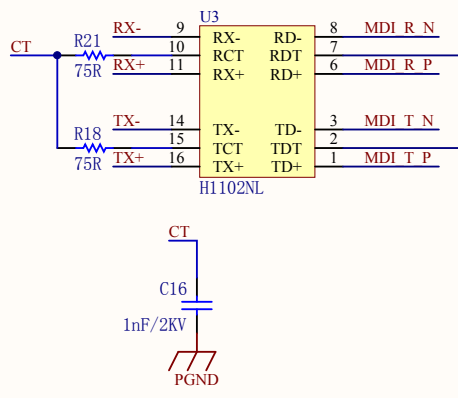 U3
RX- 9 RX- RD- 8 MDI_R_N
CT R21 10 RCT RDT 7
75R RX+ 11 RX+ RD+ 6 MDI_R_P
TX- 14 TX- TD- 3 MDI_T_N
R18 15 TCT TDT 2
75R TX+ 16 TX+ TD+ 1 MDI_T_P
H1102NL
CT
C16
1nF/2KV
PGND